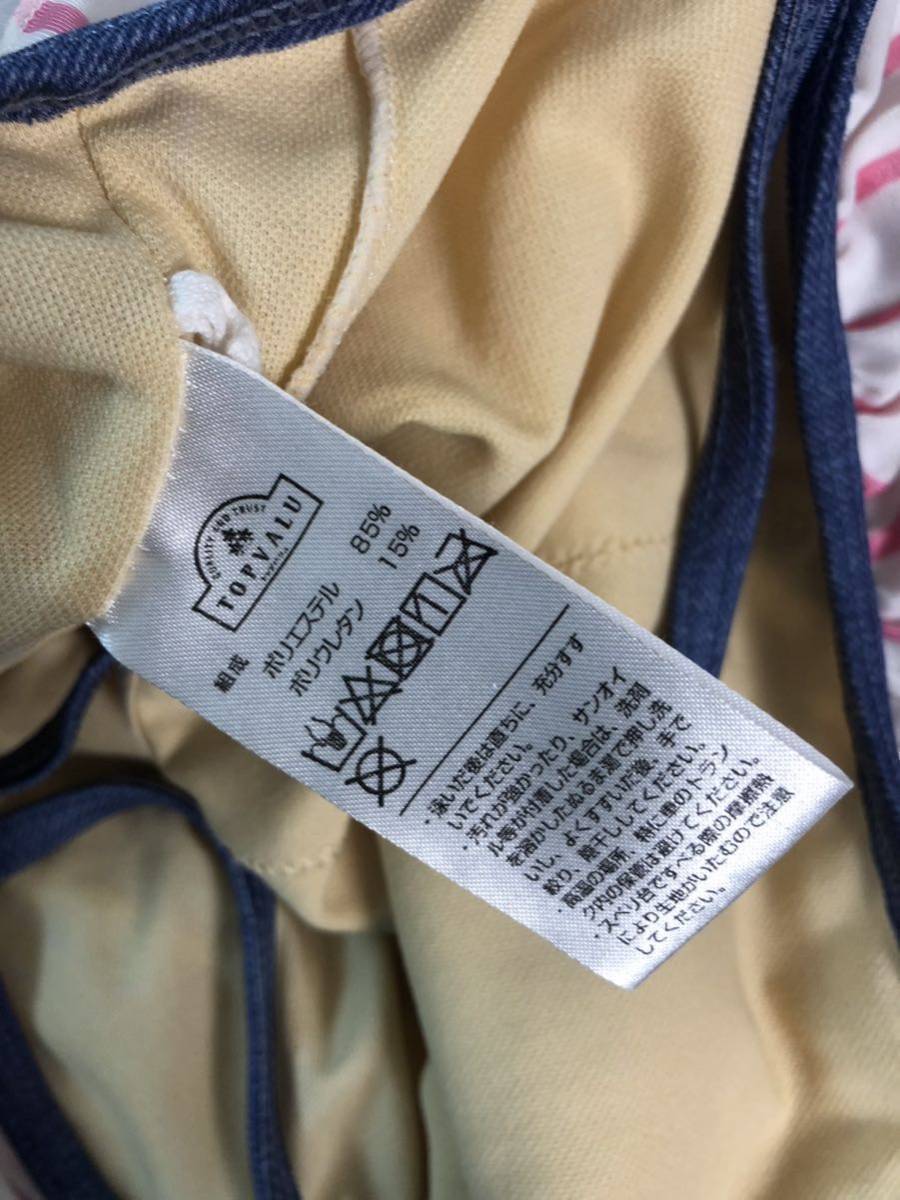 QUALITY AND TRUST
TOPVALU
組成
ポリエステル 85%
ポリウレタン 15%
・泳いだ後は直ちに、充分すす
いでください。
・汚れが強かったり、サンオイ
ル等が付着した場合は、洗剤
を溶かしたぬるま湯で押し洗
いし、よくすすいだ後、手で
絞り、陰干ししてください。
・高温の場所、特に車のトラン
ク内の保管は避けてください。
・スベリ台ですべる際の摩擦熱
により生地がいたむので注意
してください。